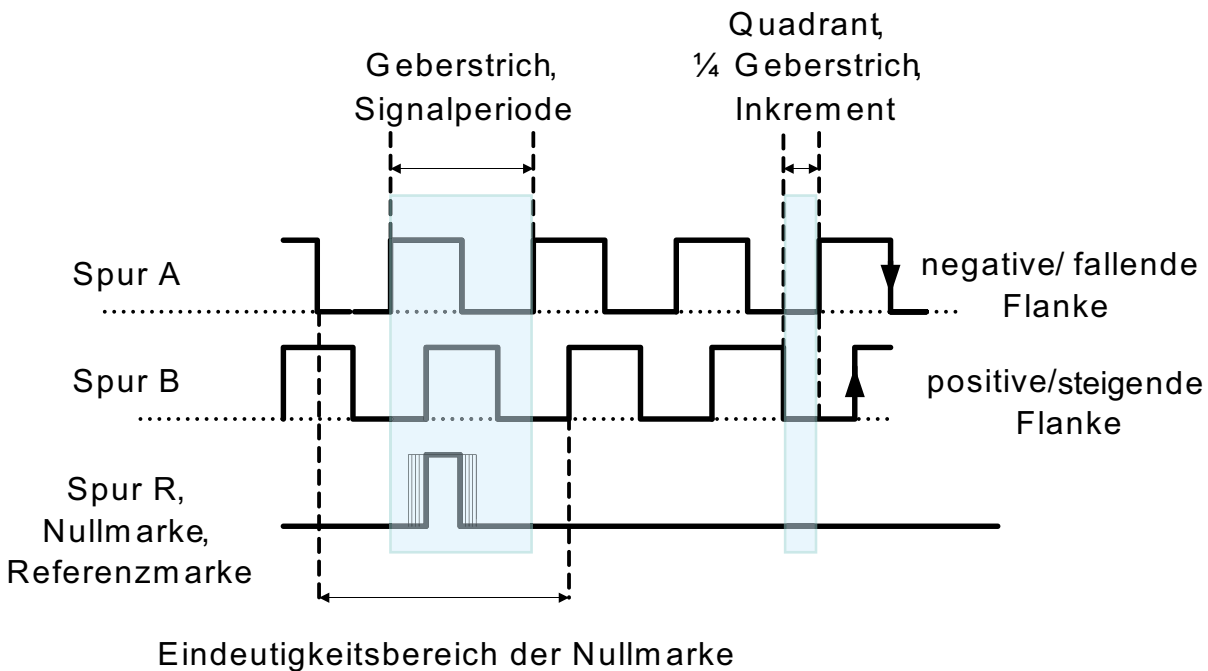 Quadrant,
Geberstrich,
¼ Geberstrich,
Signalperiode
Inkrement
Spur A
negative/ fallende
Flanke
Spur B
positive/steigende
Flanke
Spur R,
Nullmarke,
Referenzmarke
Eindeutigkeitsbereich der Nullmarke